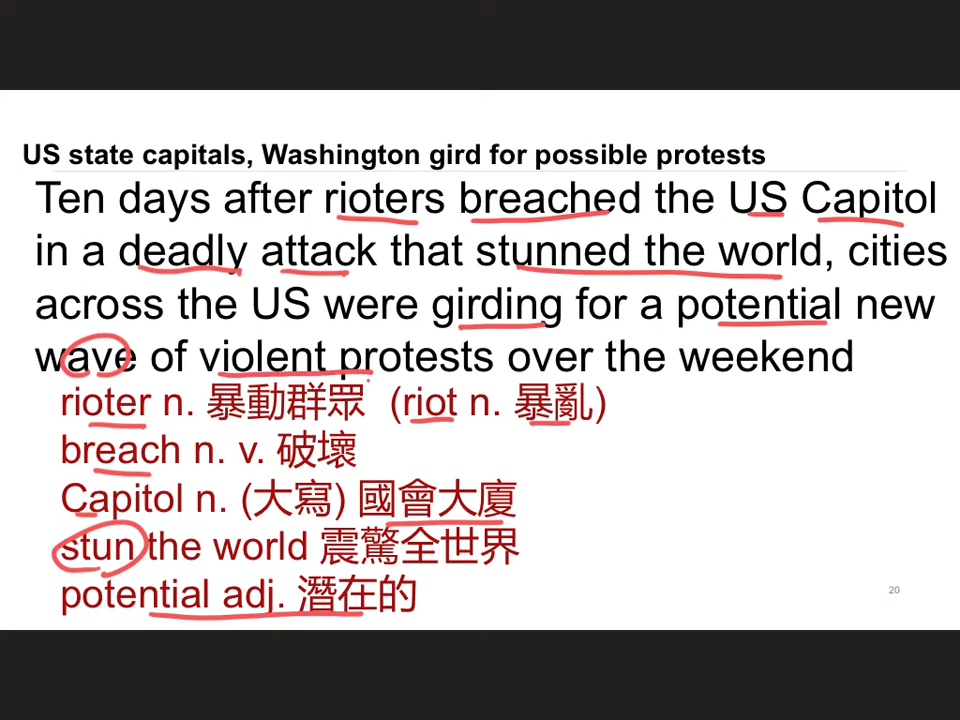 US state capitals, Washington gird for possible protests
Ten days after rioters breached the US Capitol
in a deadly attack that stunned the world, cities
across the US were girding for a potential new
wave of violent protests over the weekend
rioter n. 暴動群眾 (riot n. 暴亂)
breach n. v. 破壞
Capitol n. (大寫) 國會大廈
stun the world 震驚全世界
potential adj. 潛在的
20